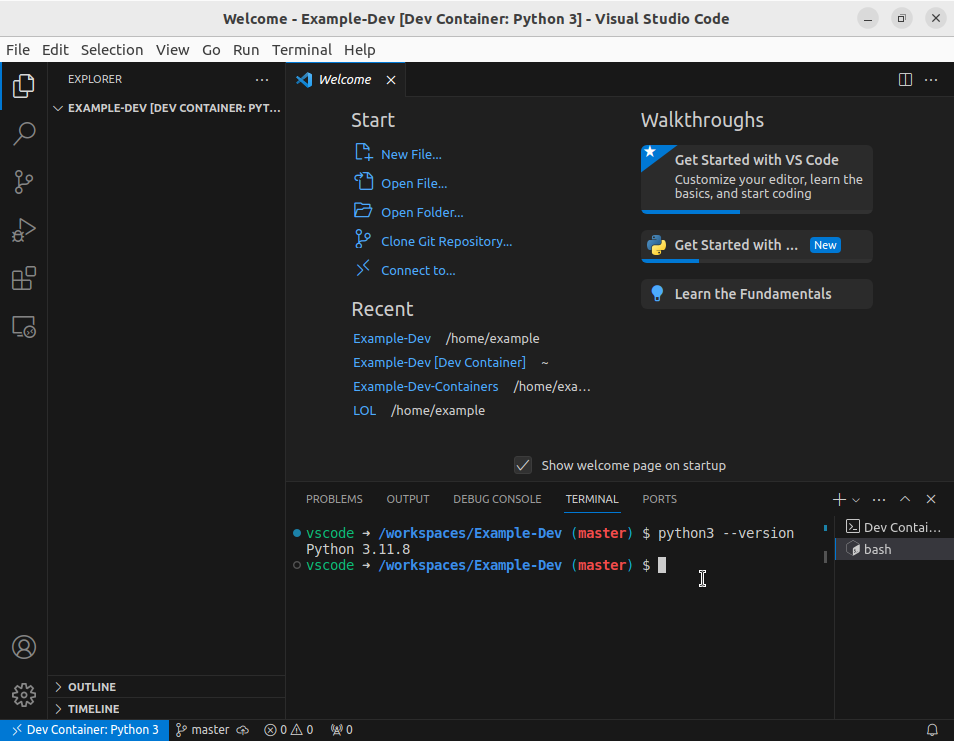 Welcome - Example-Dev [Dev Container: Python 3] - Visual Studio Code
File Edit Selection View Go Run Terminal Help
EXPLORER
EXAMPLE-DEV [DEV CONTAINER: PYT...
OUTLINE
TIMELINE
Welcome
Start
New File...
Open File...
Open Folder...
Clone Git Repository...
Connect to...
Recent
Example-Dev /home/example
Example-Dev [Dev Container] ~
Example-Dev-Containers /home/exa...
LOL /home/example
Walkthroughs
Get Started with VS Code
Customize your editor, learn the
basics, and start coding
Get Started with ... New
Learn the Fundamentals
Show welcome page on startup
PROBLEMS OUTPUT DEBUG CONSOLE TERMINAL PORTS
vscode ➜ /workspaces/Example-Dev (master) $ python3 --version
Python 3.11.8
vscode ➜ /workspaces/Example-Dev (master) $
Dev Contai...
bash
Dev Container: Python 3 master 0 0 0